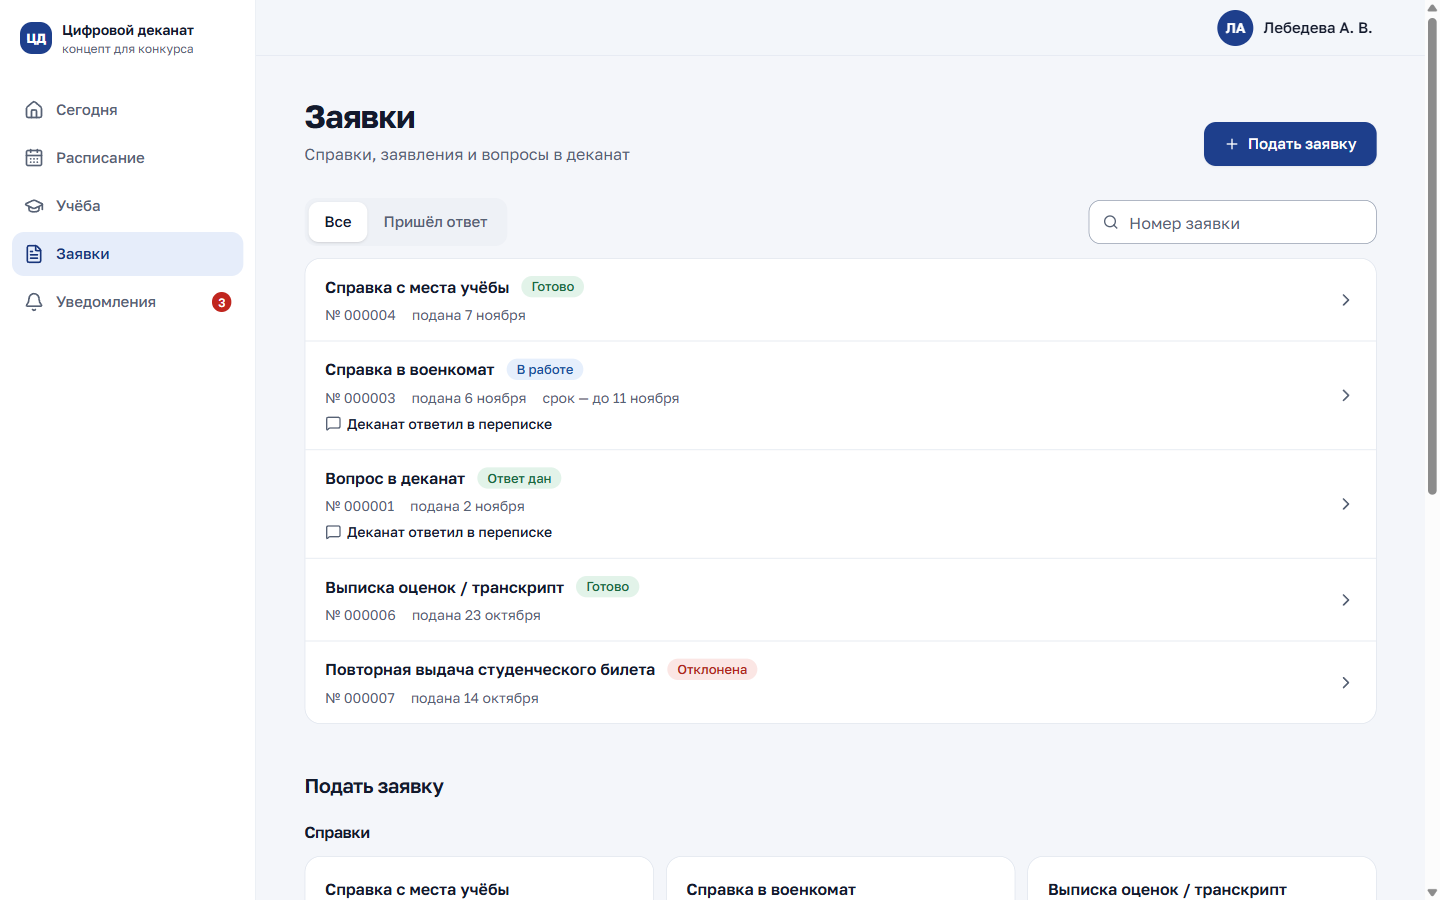 ЦД
Цифровой деканат
концепт для конкурса
ЛА
Лебедева А. В.
Сегодня
Расписание
Учёба
Заявки
Уведомления
3
Заявки
Справки, заявления и вопросы в деканат
Подать заявку
Все
Пришёл ответ
Номер заявки
Справка с места учёбы
Готово
№ 000004 подана 7 ноября
Справка в военкомат
В работе
№ 000003 подана 6 ноября срок — до 11 ноября
Деканат ответил в переписке
Вопрос в деканат
Ответ дан
№ 000001 подана 2 ноября
Деканат ответил в переписке
Выписка оценок / транскрипт
Готово
№ 000006 подана 23 октября
Повторная выдача студенческого билета
Отклонена
№ 000007 подана 14 октября
Подать заявку
Справки
Справка с места учёбы
Справка в военкомат
Выписка оценок / транскрипт